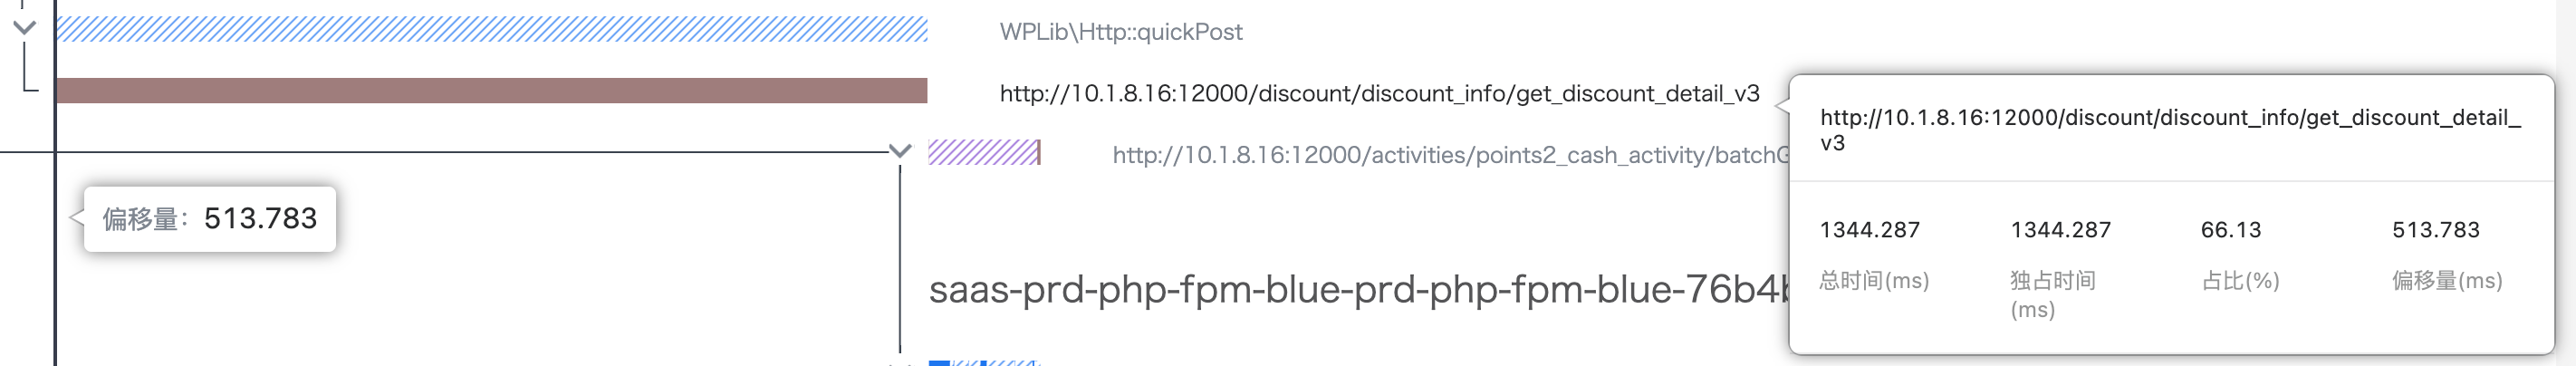 WPLib\Http::quickPost
http://10.1.8.16:12000/discount/discount_info/get_discount_detail_v3
http://10.1.8.16:12000/activities/points2_cash_activity/batchG
偏移量: 513.783
saas-prd-php-fpm-blue-prd-php-fpm-blue-76b4b
http://10.1.8.16:12000/discount/discount_info/get_discount_detail_
v3
1344.287 1344.287 66.13 513.783
总时间(ms) 独占时间 占比(%) 偏移量(ms)
(ms)